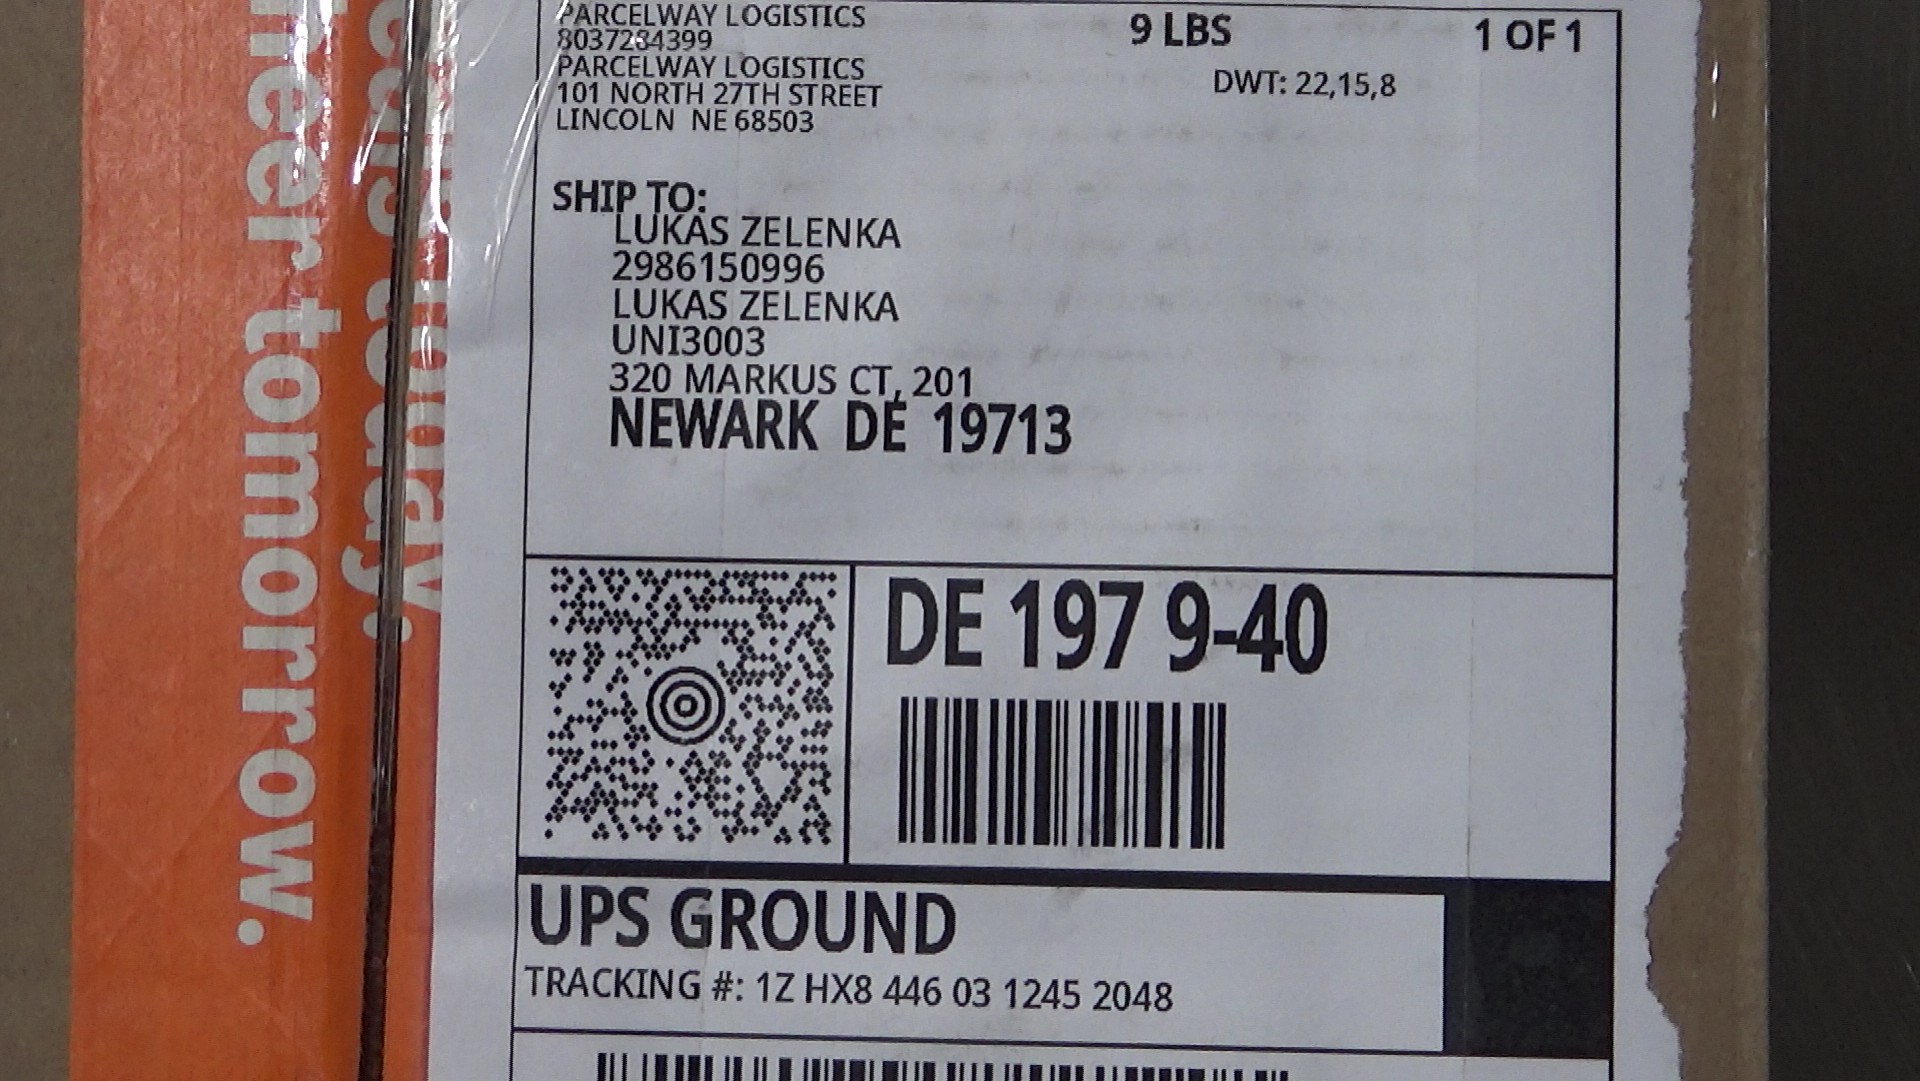 PARCELWAY LOGISTICS
8037284399
PARCELWAY LOGISTICS
101 NORTH 27TH STREET
LINCOLN NE 68503
9 LBS
1 OF 1
DWT: 22,15,8
SHIP TO:
LUKAS ZELENKA
2986150996
LUKAS ZELENKA
UNI3003
320 MARKUS CT, 201
NEWARK DE 19713
DE 197 9-40
UPS GROUND
TRACKING #: 1Z HX8 446 03 1245 2048
today.
tomorrow.